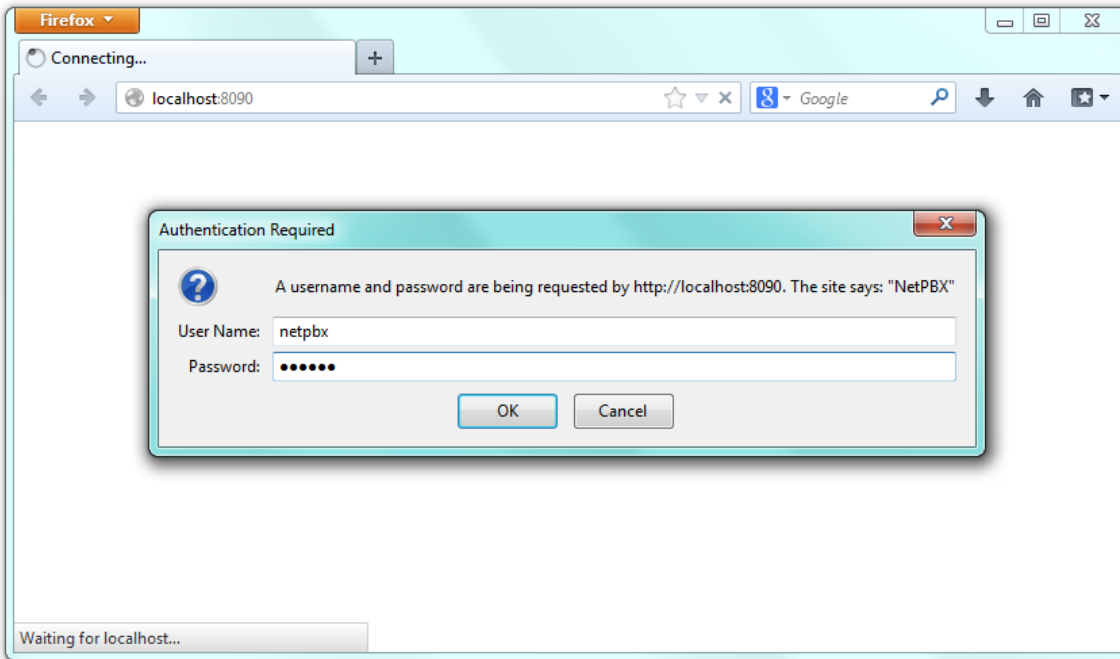 Firefox
Connecting...
localhost:8090
Google
Authentication Required
A username and password are being requested by http://localhost:8090. The site says: "NetPBX"
User Name: netpbx
Password: ••••••
OK Cancel
Waiting for localhost...